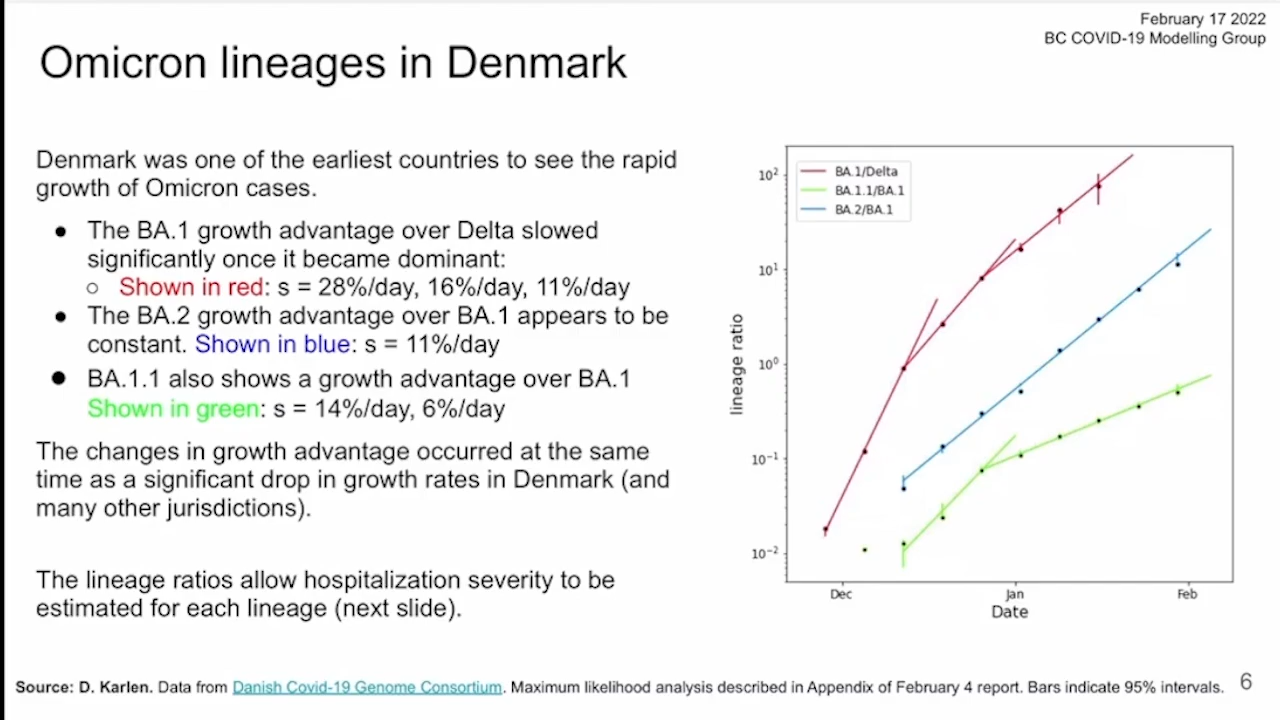 February 17 2022
BC COVID-19 Modelling Group
Omicron lineages in Denmark
Denmark was one of the earliest countries to see the rapid
growth of Omicron cases.
● The BA.1 growth advantage over Delta slowed
significantly once it became dominant:
○ Shown in red: s = 28%/day, 16%/day, 11%/day
● The BA.2 growth advantage over BA.1 appears to be
constant. Shown in blue: s = 11%/day
● BA.1.1 also shows a growth advantage over BA.1
Shown in green: s = 14%/day, 6%/day
The changes in growth advantage occurred at the same
time as a significant drop in growth rates in Denmark (and
many other jurisdictions).
The lineage ratios allow hospitalization severity to be
estimated for each lineage (next slide).
BA.1/Delta
BA.1.1/BA.1
BA.2/BA.1
lineage ratio
10²
10¹
10⁰
10⁻¹
10⁻²
Dec Jan Feb
Date
Source: D. Karlen. Data from Danish Covid-19 Genome Consortium. Maximum likelihood analysis described in Appendix of February 4 report. Bars indicate 95% intervals.
6